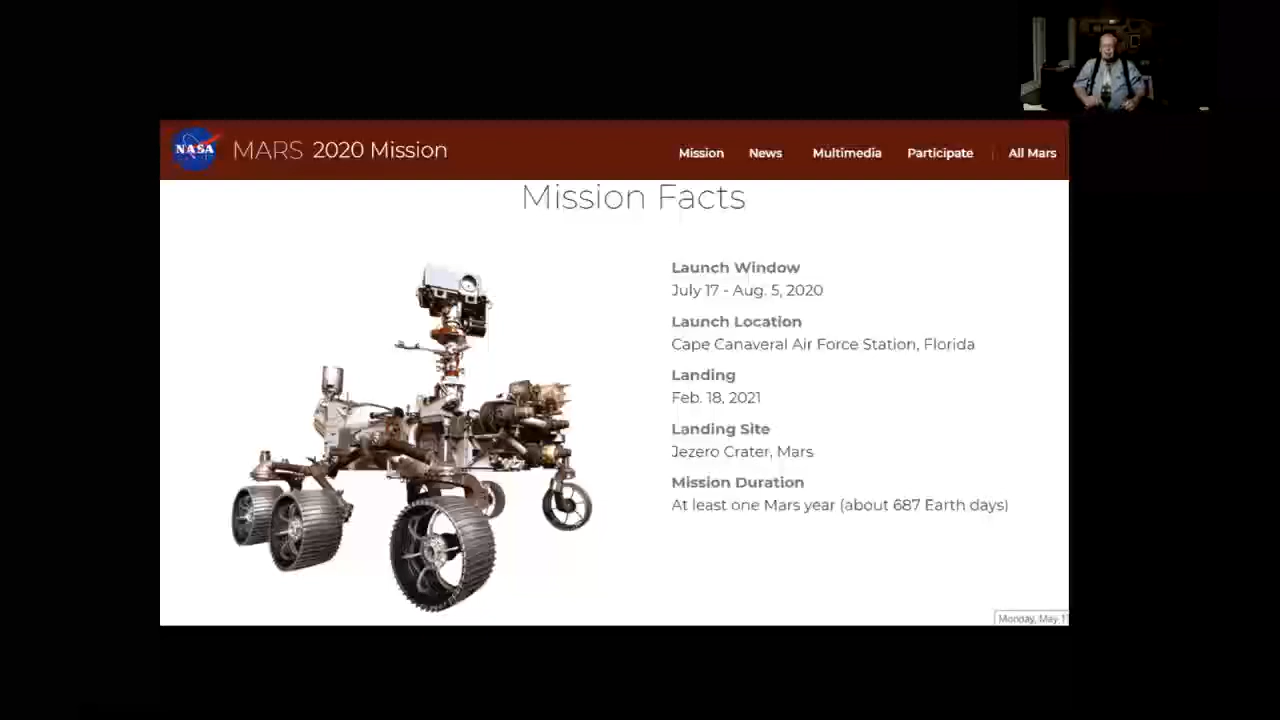 NASA
MARS 2020 Mission
Mission News Multimedia Participate | All Mars
Mission Facts
Launch Window
July 17 - Aug. 5, 2020
Launch Location
Cape Canaveral Air Force Station, Florida
Landing
Feb. 18, 2021
Landing Site
Jezero Crater, Mars
Mission Duration
At least one Mars year (about 687 Earth days)
Monday, May 1